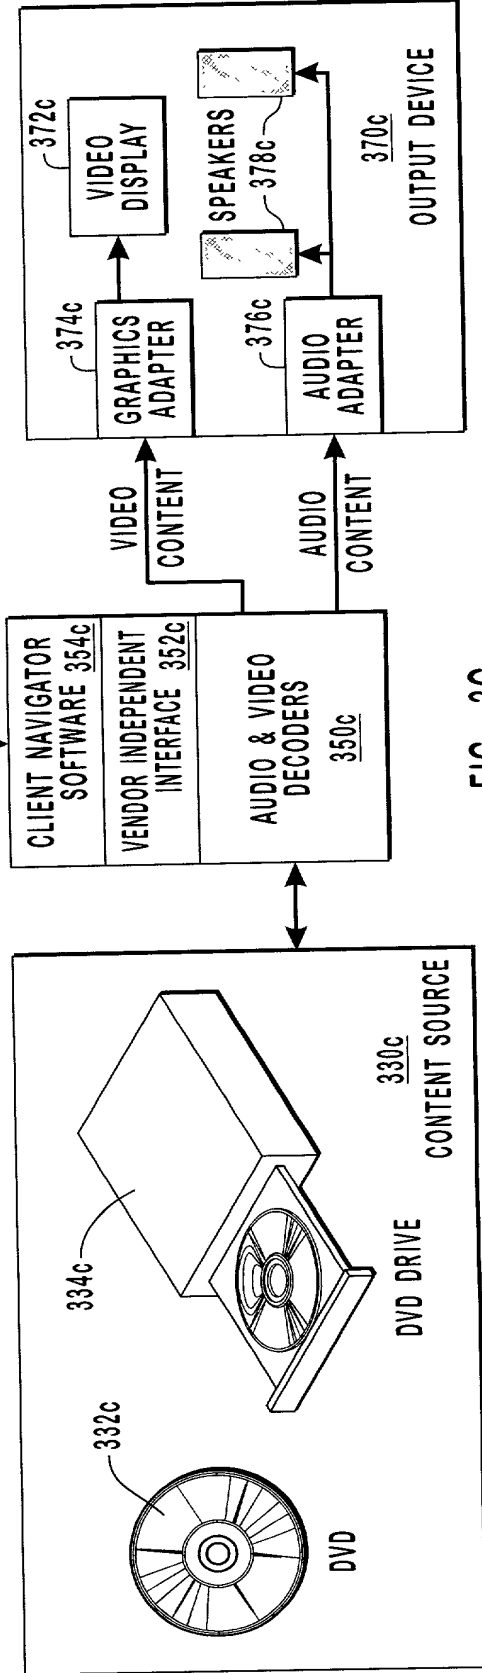 332c
DVD
334c
DVD DRIVE
330c
CONTENT SOURCE
CLIENT NAVIGATOR
SOFTWARE 354c
VENDOR INDEPENDENT
INTERFACE 352c
AUDIO & VIDEO
DECODERS
350c
VIDEO
CONTENT
AUDIO
CONTENT
374c
GRAPHICS
ADAPTER
372c
VIDEO
DISPLAY
376c
AUDIO
ADAPTER
SPEAKERS
378c
370c
OUTPUT DEVICE